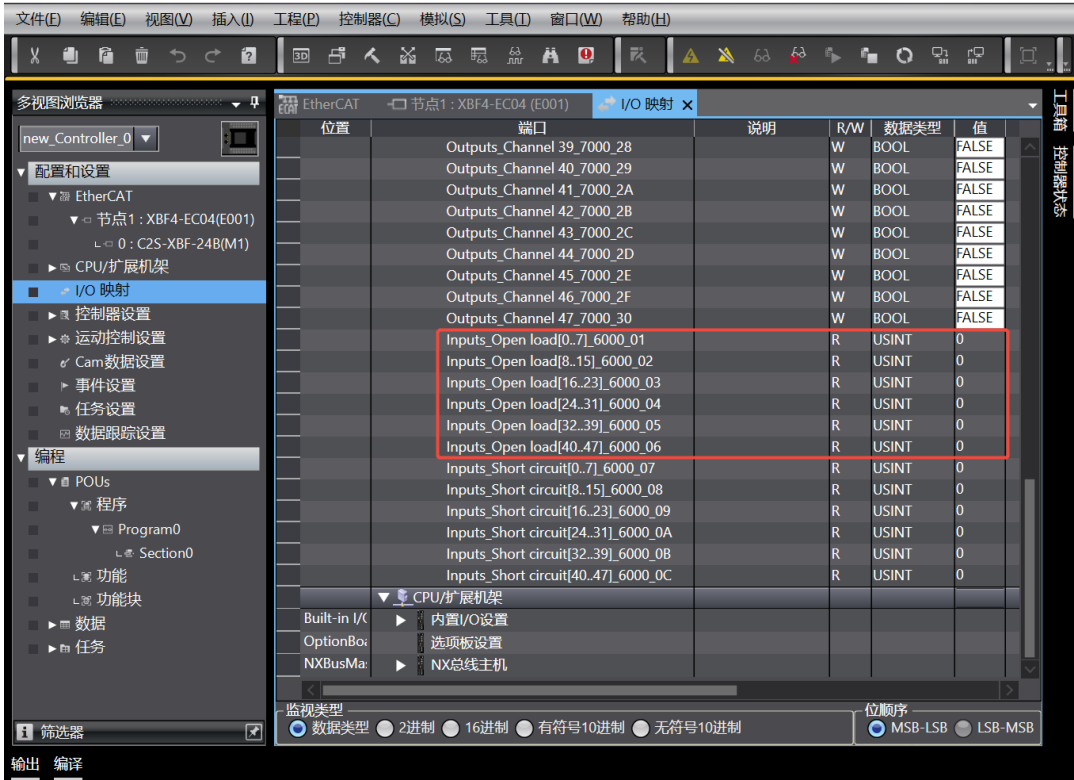 文件(F) 编辑(E) 视图(V) 插入(I) 工程(P) 控制器(C) 模拟(S) 工具(T) 窗口(W) 帮助(H)
多视图浏览器
new_Controller_0
配置和设置
EtherCAT
节点1 : XBF4-EC04(E001)
0 : C2S-XBF-24B(M1)
CPU/扩展机架
I/O 映射
控制器设置
运动控制设置
Cam数据设置
事件设置
任务设置
数据跟踪设置
编程
POUs
程序
Program0
Section0
功能
功能块
数据
任务
筛选器
EtherCAT 节点1 : XBF4-EC04 (E001) I/O 映射
位置 端口 说明 R/W 数据类型 值
Outputs_Channel 39_7000_28 W BOOL FALSE
Outputs_Channel 40_7000_29 W BOOL FALSE
Outputs_Channel 41_7000_2A W BOOL FALSE
Outputs_Channel 42_7000_2B W BOOL FALSE
Outputs_Channel 43_7000_2C W BOOL FALSE
Outputs_Channel 44_7000_2D W BOOL FALSE
Outputs_Channel 45_7000_2E W BOOL FALSE
Outputs_Channel 46_7000_2F W BOOL FALSE
Outputs_Channel 47_7000_30 W BOOL FALSE
Inputs_Open load[0..7]_6000_01 R USINT 0
Inputs_Open load[8..15]_6000_02 R USINT 0
Inputs_Open load[16..23]_6000_03 R USINT 0
Inputs_Open load[24..31]_6000_04 R USINT 0
Inputs_Open load[32..39]_6000_05 R USINT 0
Inputs_Open load[40..47]_6000_06 R USINT 0
Inputs_Short circuit[0..7]_6000_07 R USINT 0
Inputs_Short circuit[8..15]_6000_08 R USINT 0
Inputs_Short circuit[16..23]_6000_09 R USINT 0
Inputs_Short circuit[24..31]_6000_0A R USINT 0
Inputs_Short circuit[32..39]_6000_0B R USINT 0
Inputs_Short circuit[40..47]_6000_0C R USINT 0
CPU/扩展机架
Built-in I/( 内置I/O设置
OptionBoa 选项板设置
NXBusMa: NX总线主机
监视类型
数据类型 2进制 16进制 有符号10进制 无符号10进制
位顺序
MSB-LSB LSB-MSB
工具箱
控制器状态
输出 编译